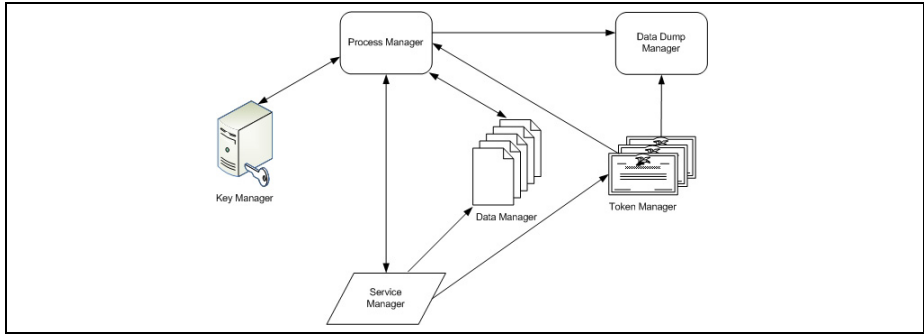 Process Manager
Data Dump
Manager
Key Manager
Data Manager
Token Manager
Service
Manager